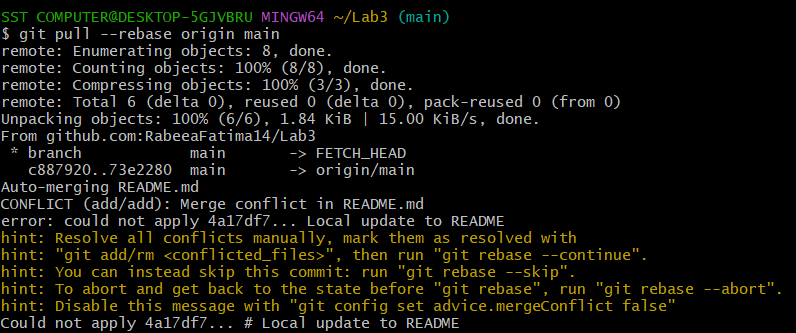 SST COMPUTER@DESKTOP-5GJVBRU MINGW64 ~/Lab3 (main)
$ git pull --rebase origin main
remote: Enumerating objects: 8, done.
remote: Counting objects: 100% (8/8), done.
remote: Compressing objects: 100% (3/3), done.
remote: Total 6 (delta 0), reused 0 (delta 0), pack-reused 0 (from 0)
Unpacking objects: 100% (6/6), 1.84 KiB | 15.00 KiB/s, done.
From github.com:RabeeaFatima14/Lab3
 * branch            main       -> FETCH_HEAD
   c887920..73e2280  main       -> origin/main
Auto-merging README.md
CONFLICT (add/add): Merge conflict in README.md
error: could not apply 4a17df7... Local update to README
hint: Resolve all conflicts manually, mark them as resolved with
hint: "git add/rm <conflicted_files>", then run "git rebase --continue".
hint: You can instead skip this commit: run "git rebase --skip".
hint: To abort and get back to the state before "git rebase", run "git rebase --abort".
hint: Disable this message with "git config set advice.mergeConflict false"
Could not apply 4a17df7... # Local update to README